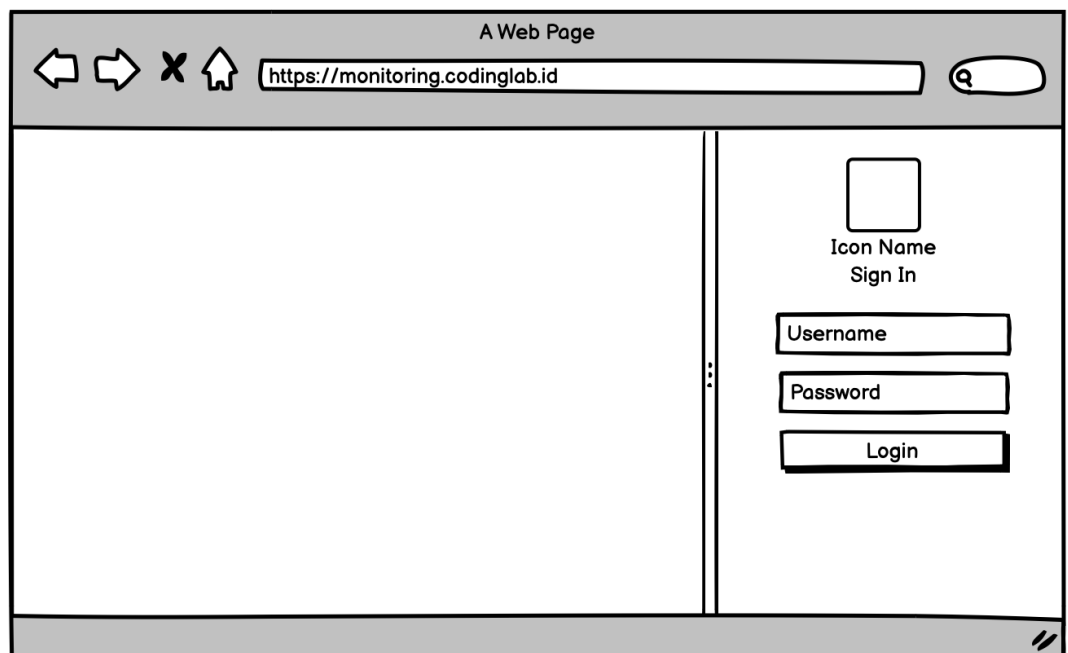 A Web Page
https://monitoring.codinglab.id
Icon Name
Sign In
Username
Password
Login